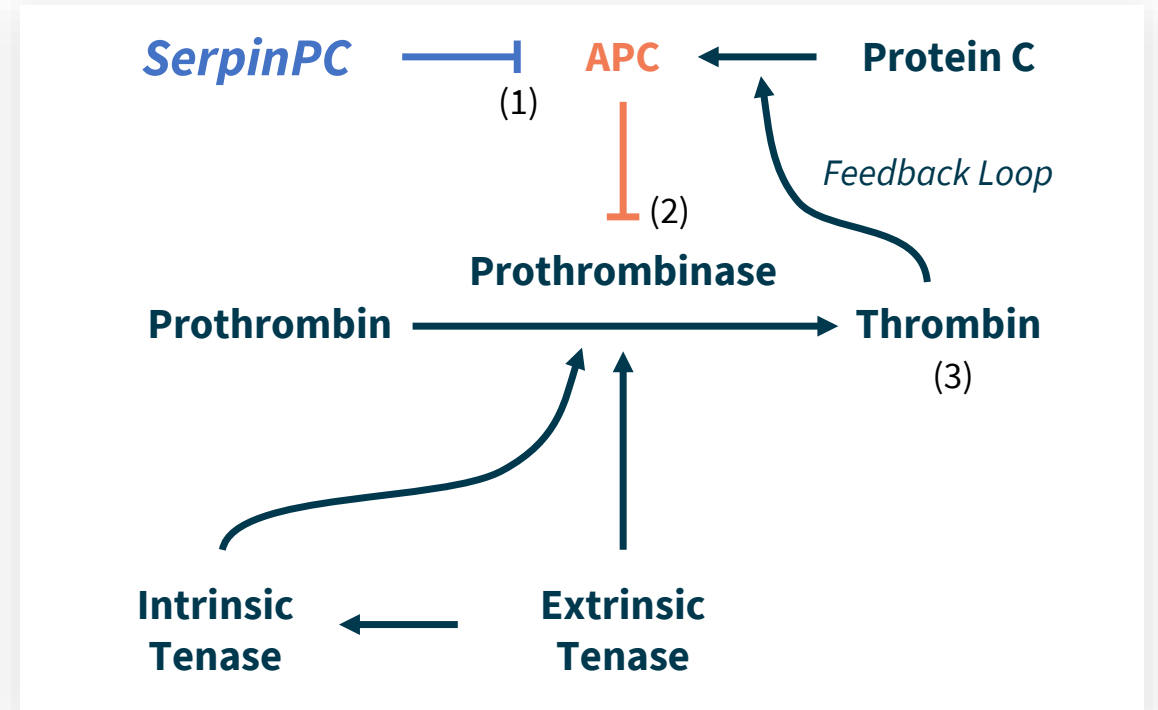 SerpinPC
APC
Protein C
(1)
Feedback Loop
(2)
Prothrombinase
Prothrombin
Thrombin
(3)
Intrinsic
Tenase
Extrinsic
Tenase